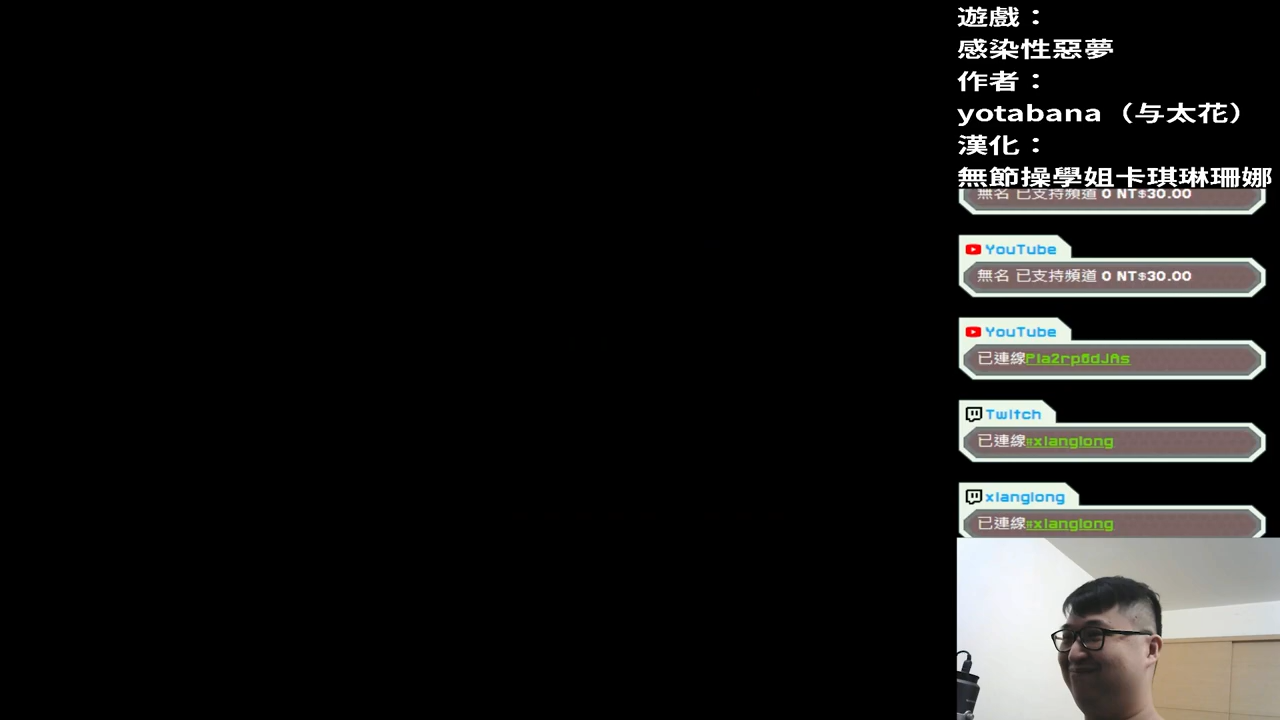 遊戲：
感染性惡夢
作者：
yotabana（与太花）
漢化：
無節操學姐卡琪琳珊娜
無名 已支持頻道 0 NT$30.00
YouTube
無名 已支持頻道 0 NT$30.00
YouTube
已連線Pla2rp6dJAs
Twitch
已連線#xianglong
xianglong
已連線#xianglong